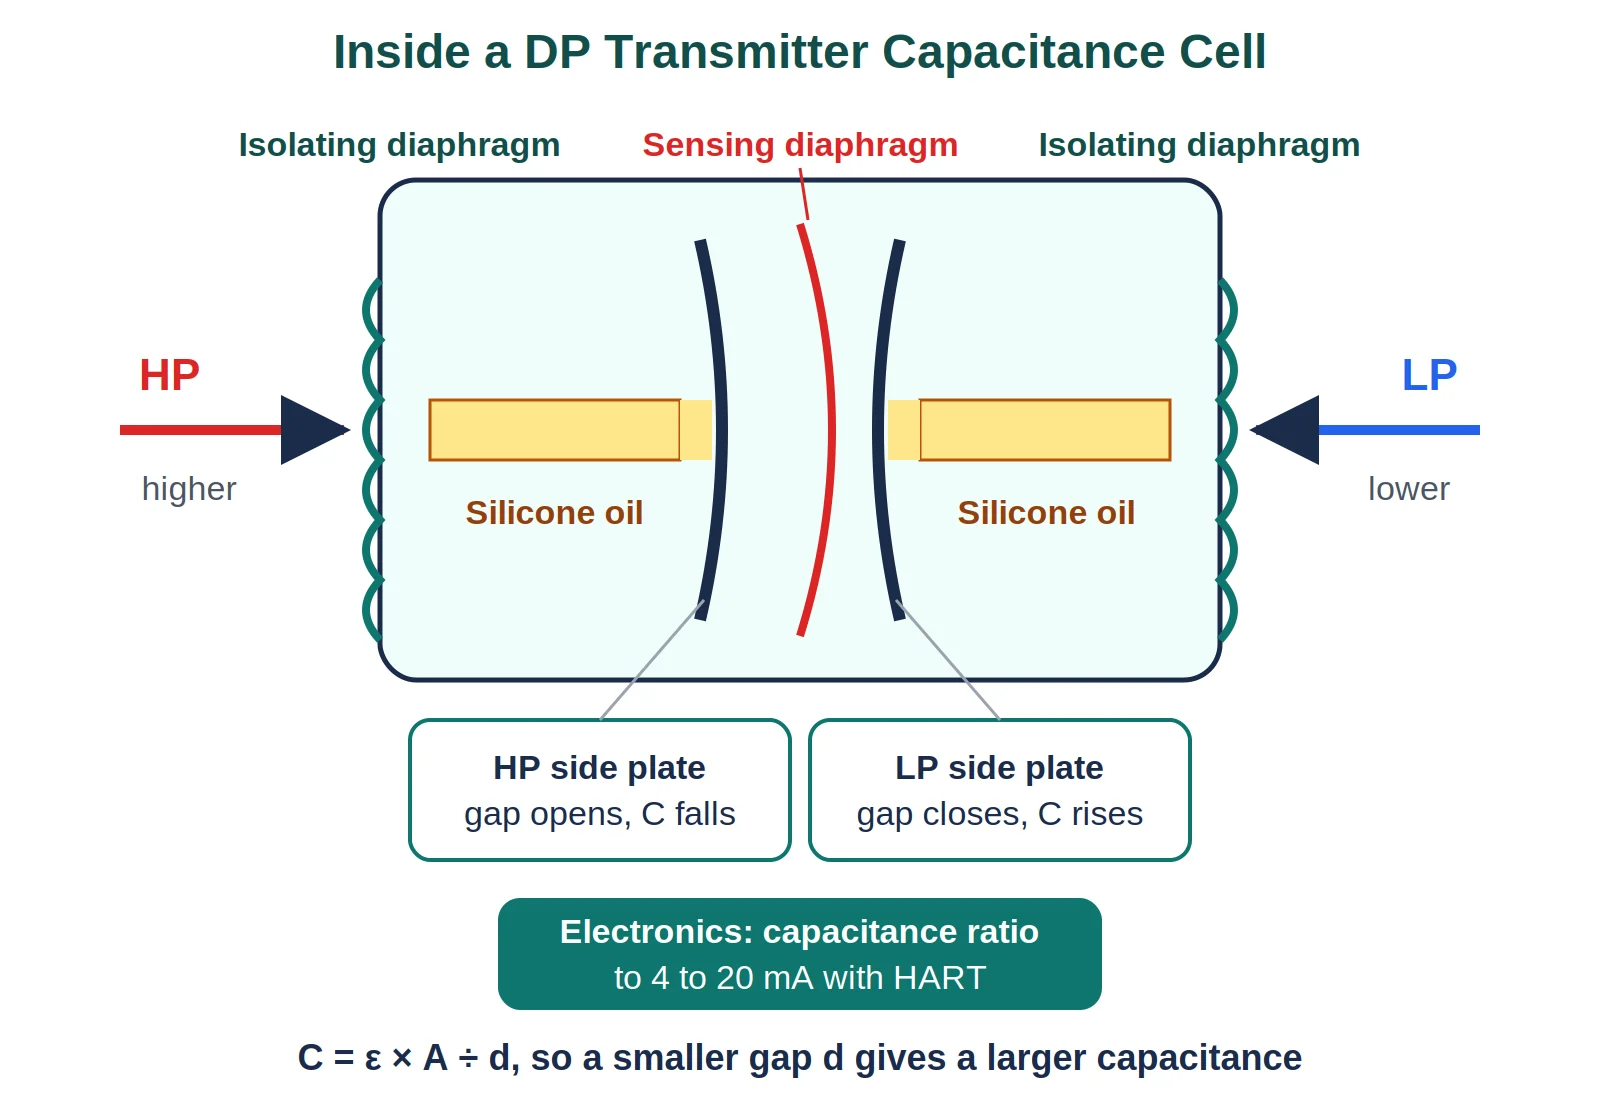 Inside a DP Transmitter Capacitance Cell
Isolating diaphragm
Sensing diaphragm
Isolating diaphragm
HP
higher
LP
lower
Silicone oil
Silicone oil
HP side plate
gap opens, C falls
LP side plate
gap closes, C rises
Electronics: capacitance ratio
to 4 to 20 mA with HART
C = ε × A ÷ d, so a smaller gap d gives a larger capacitance